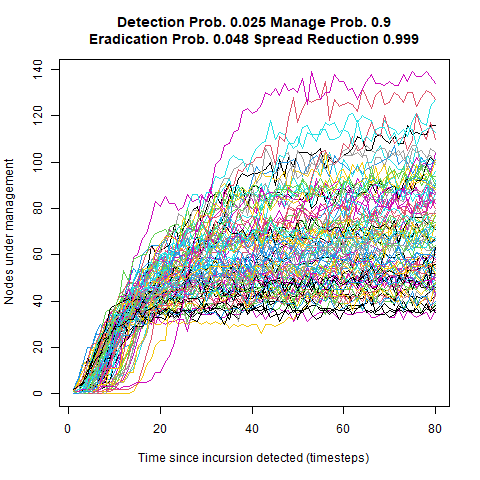 Detection Prob. 0.025 Manage Prob. 0.9
Eradication Prob. 0.048 Spread Reduction 0.999
Nodes under management
140
120
100
80
60
40
20
0
0 20 40 60 80
Time since incursion detected (timesteps)